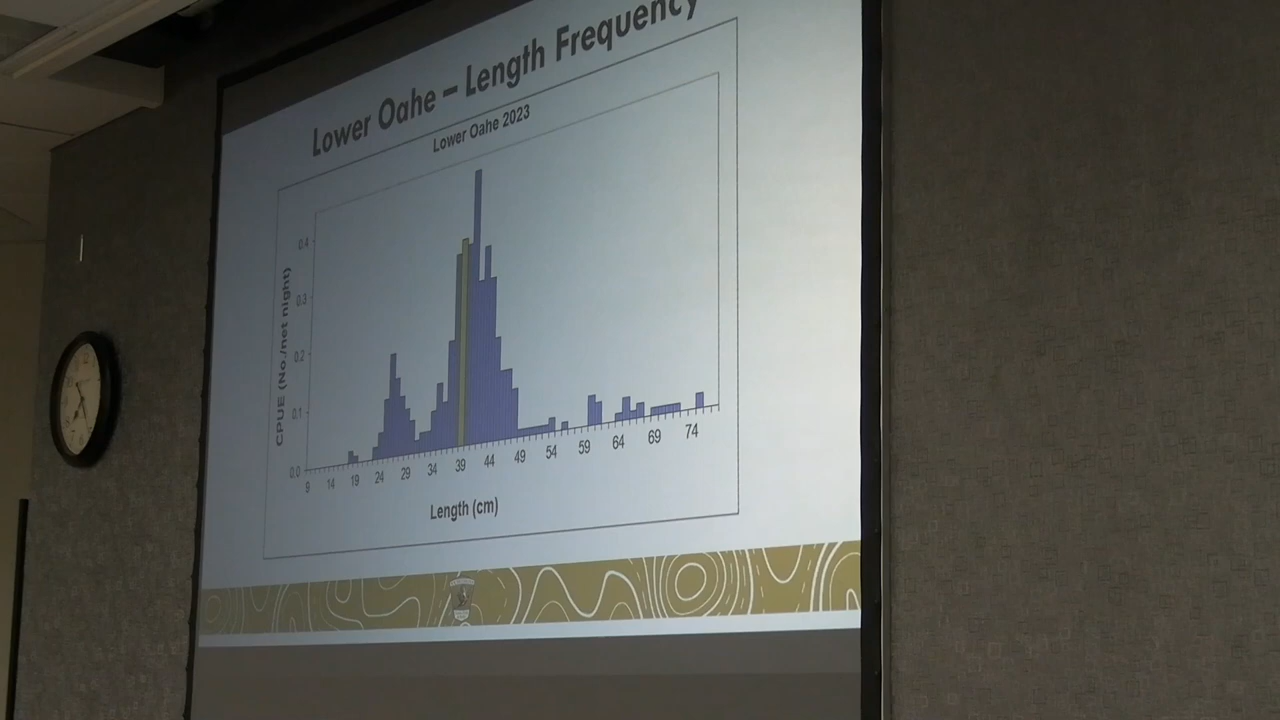 Lower Oahe – Length Frequency
Lower Oahe 2023
CPUE (No./net night)
0.4
0.3
0.2
0.1
0.0
9 14 19 24 29 34 39 44 49 54 59 64 69 74
Length (cm)